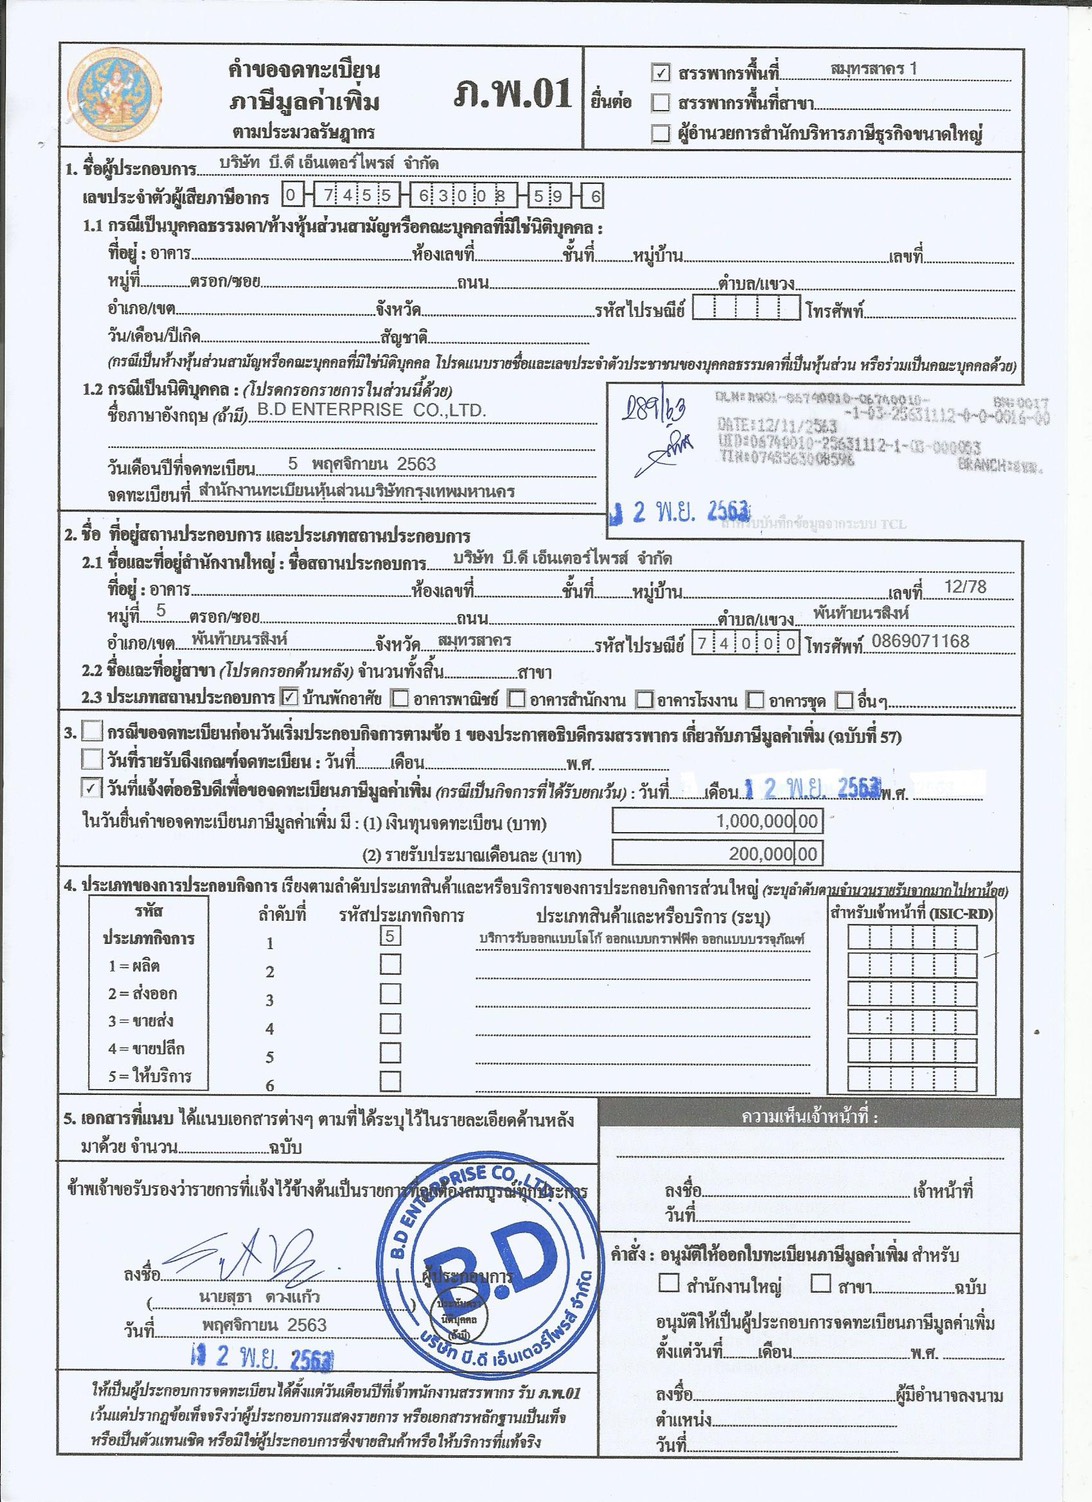 คำขอจดทะเบียน
ภาษีมูลค่าเพิ่ม
ตามประมวลรัษฎากร
ภ.พ.01
ยื่นต่อ
✓ สรรพากรพื้นที่ สมุทรสาคร 1
สรรพากรพื้นที่สาขา
ผู้อำนวยการสำนักบริหารภาษีธุรกิจขนาดใหญ่
1. ชื่อผู้ประกอบการ บริษัท บี.ดี เอ็นเตอร์ไพรส์ จำกัด
เลขประจำตัวผู้เสียภาษีอากร 0-7455-63008-59-6
1.1 กรณีเป็นบุคคลธรรมดา/ห้างหุ้นส่วนสามัญหรือคณะบุคคลที่มิใช่นิติบุคคล :
ที่อยู่ : อาคาร ห้องเลขที่ ชั้นที่ หมู่บ้าน เลขที่
หมู่ที่ ตรอก/ซอย ถนน ตำบล/แขวง
อำเภอ/เขต จังหวัด รหัสไปรษณีย์ โทรศัพท์
วัน/เดือน/ปีเกิด สัญชาติ
(กรณีเป็นห้างหุ้นส่วนสามัญหรือคณะบุคคลที่มิใช่นิติบุคคล โปรดแนบรายชื่อและเลขประจำตัวประชาชนของบุคคลธรรมดาที่เป็นหุ้นส่วน หรือร่วมเป็นคณะบุคคลด้วย)
1.2 กรณีเป็นนิติบุคคล : (โปรดกรอกรายการในส่วนนี้ด้วย)
ชื่อภาษาอังกฤษ (ถ้ามี) B.D ENTERPRISE CO.,LTD.
วันเดือนปีที่จดทะเบียน 5 พฤศจิกายน 2563
จดทะเบียนที่ สำนักงานทะเบียนหุ้นส่วนบริษัทกรุงเทพมหานคร
289/63
-1-03-25631112-0-0-0016-00
DATE:12/11/2563
UID:06740010-25631112-1-03-000053
TIN:0745563008596
BRANCH:
12 พ.ย. 2563
สำหรับบันทึกข้อมูลจากระบบ TCL
2. ชื่อ ที่อยู่สถานประกอบการ และประเภทสถานประกอบการ
2.1 ชื่อและที่อยู่สำนักงานใหญ่ : ชื่อสถานประกอบการ บริษัท บี.ดี เอ็นเตอร์ไพรส์ จำกัด
ที่อยู่ : อาคาร ห้องเลขที่ ชั้นที่ หมู่บ้าน เลขที่ 12/78
หมู่ที่ 5 ตรอก/ซอย ถนน ตำบล/แขวง พันท้ายนรสิงห์
อำเภอ/เขต พันท้ายนรสิงห์ จังหวัด สมุทรสาคร รหัสไปรษณีย์ 74000 โทรศัพท์ 0869071168
2.2 ชื่อและที่อยู่สาขา (โปรดกรอกด้านหลัง) จำนวนทั้งสิ้น สาขา
2.3 ประเภทสถานประกอบการ ✓ บ้านพักอาศัย อาคารพาณิชย์ อาคารสำนักงาน อาคารโรงงาน อาคารชุด อื่นๆ
3. กรณีขอจดทะเบียนก่อนวันเริ่มประกอบกิจการตามข้อ 1 ของประกาศอธิบดีกรมสรรพากร เกี่ยวกับภาษีมูลค่าเพิ่ม (ฉบับที่ 57)
วันที่รายรับถึงเกณฑ์จดทะเบียน : วันที่ เดือน พ.ศ.
✓ วันที่แจ้งต่ออธิบดีเพื่อขอจดทะเบียนภาษีมูลค่าเพิ่ม (กรณีเป็นกิจการที่ได้รับยกเว้น) : วันที่ เดือน 12 พ.ย. 2563 พ.ศ.
ในวันยื่นคำขอจดทะเบียนภาษีมูลค่าเพิ่ม มี : (1) เงินทุนจดทะเบียน (บาท) 1,000,000.00
(2) รายรับประมาณเดือนละ (บาท) 200,000.00
4. ประเภทของการประกอบกิจการ เรียงตามลำดับประเภทสินค้าและหรือบริการของการประกอบกิจการส่วนใหญ่ (ระบุลำดับตามจำนวนรายรับจากมากไปหาน้อย)
รหัส ลำดับที่ รหัสประเภทกิจการ ประเภทสินค้าและหรือบริการ (ระบุ) สำหรับเจ้าหน้าที่ (ISIC-RD)
ประเภทกิจการ 1 5 บริการรับออกแบบโลโก้ ออกแบบกราฟฟิค ออกแบบบรรจุภัณฑ์
1 = ผลิต 2
2 = ส่งออก 3
3 = ขายส่ง 4
4 = ขายปลีก 5
5 = ให้บริการ 6
5. เอกสารที่แนบ ได้แนบเอกสารต่างๆ ตามที่ได้ระบุไว้ในรายละเอียดด้านหลัง
มาด้วย จำนวน ฉบับ
ข้าพเจ้าขอรับรองว่ารายการที่แจ้งไว้ข้างต้นเป็นรายการที่ถูกต้องสมบูรณ์ทุกประการ
ลงชื่อ ผู้ประกอบการ
(นายสุธา ดวงแก้ว)
วันที่ พฤศจิกายน 2563
12 พ.ย. 2563
B.D ENTERPRISE CO.,LTD.
B.D
บริษัท บี.ดี เอ็นเตอร์ไพรส์ จำกัด
ประทับตรา
นิติบุคคล
(ถ้ามี)
ให้เป็นผู้ประกอบการจดทะเบียนได้ตั้งแต่วันเดือนปีที่เจ้าพนักงานสรรพากร รับ ภ.พ.01
เว้นแต่ปรากฏข้อเท็จจริงว่าผู้ประกอบการแสดงรายการ หรือเอกสารหลักฐานเป็นเท็จ
หรือเป็นตัวแทนเชิด หรือมิใช่ผู้ประกอบการซึ่งขายสินค้าหรือให้บริการที่แท้จริง
ความเห็นเจ้าหน้าที่ :
ลงชื่อ เจ้าหน้าที่
วันที่
คำสั่ง : อนุมัติให้ออกใบทะเบียนภาษีมูลค่าเพิ่ม สำหรับ
สำนักงานใหญ่ สาขา ฉบับ
อนุมัติให้เป็นผู้ประกอบการจดทะเบียนภาษีมูลค่าเพิ่ม
ตั้งแต่วันที่ เดือน พ.ศ.
ลงชื่อ ผู้มีอำนาจลงนาม
ตำแหน่ง
วันที่